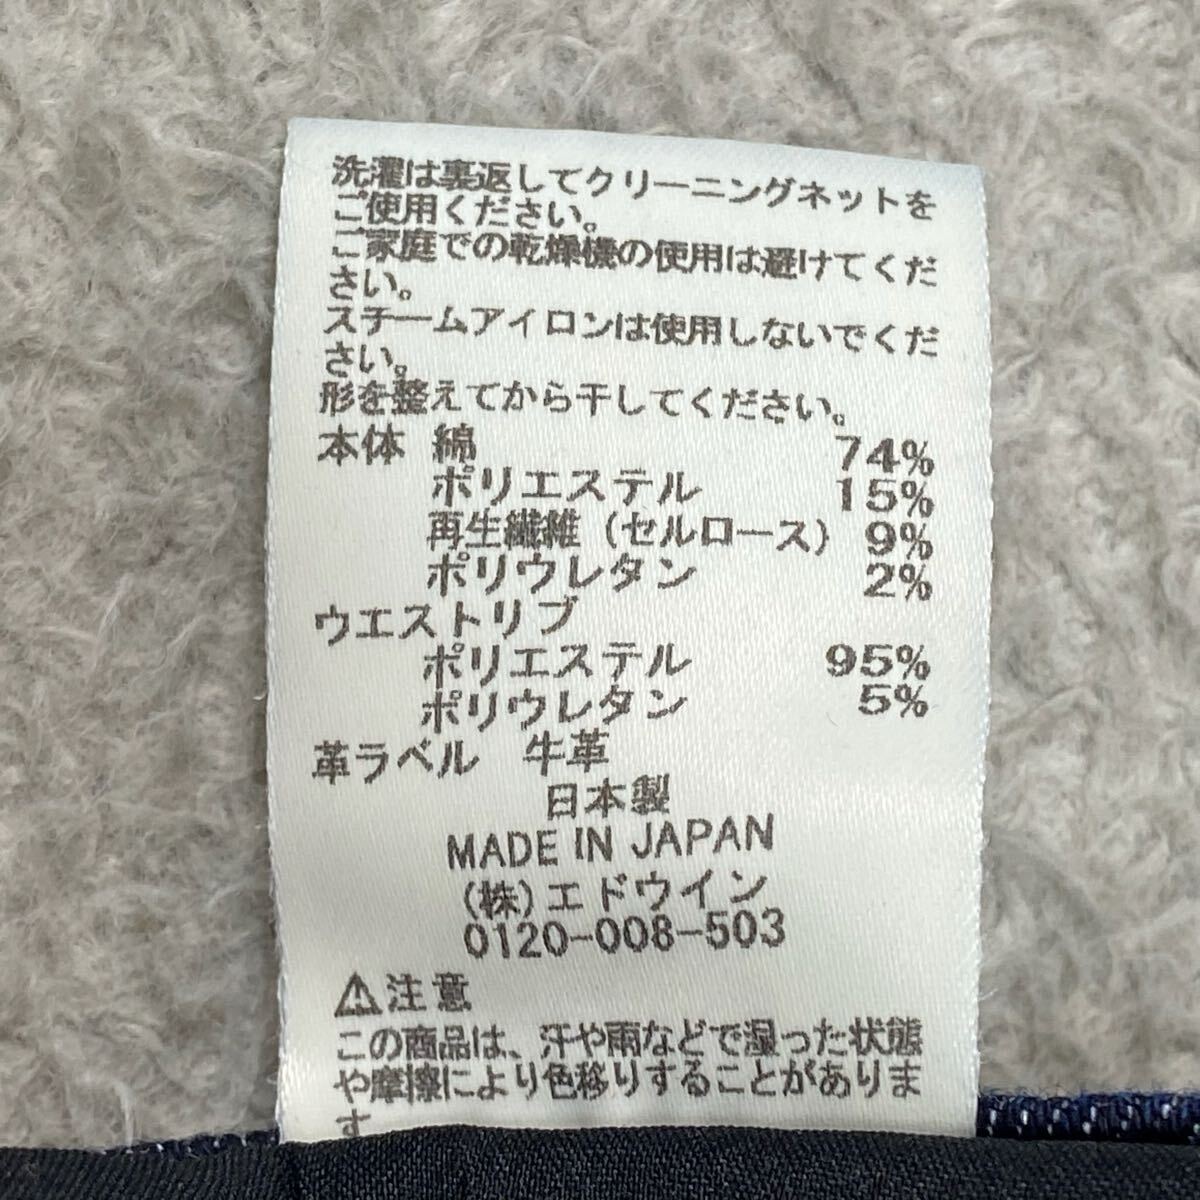 洗濯は裏返してクリーニングネットを
ご使用ください。
ご家庭での乾燥機の使用は避けてくだ
さい。
スチームアイロンは使用しないでくだ
さい。
形を整えてから干してください。
本体 綿 74%
ポリエステル 15%
再生繊維(セルロース) 9%
ポリウレタン 2%
ウエストリブ
ポリエステル 95%
ポリウレタン 5%
革ラベル 牛革
日本製
MADE IN JAPAN
(株)エドウイン
0120-008-503
⚠注意
この商品は、汗や雨などで湿った状態
や摩擦により色移りすることがありま
す